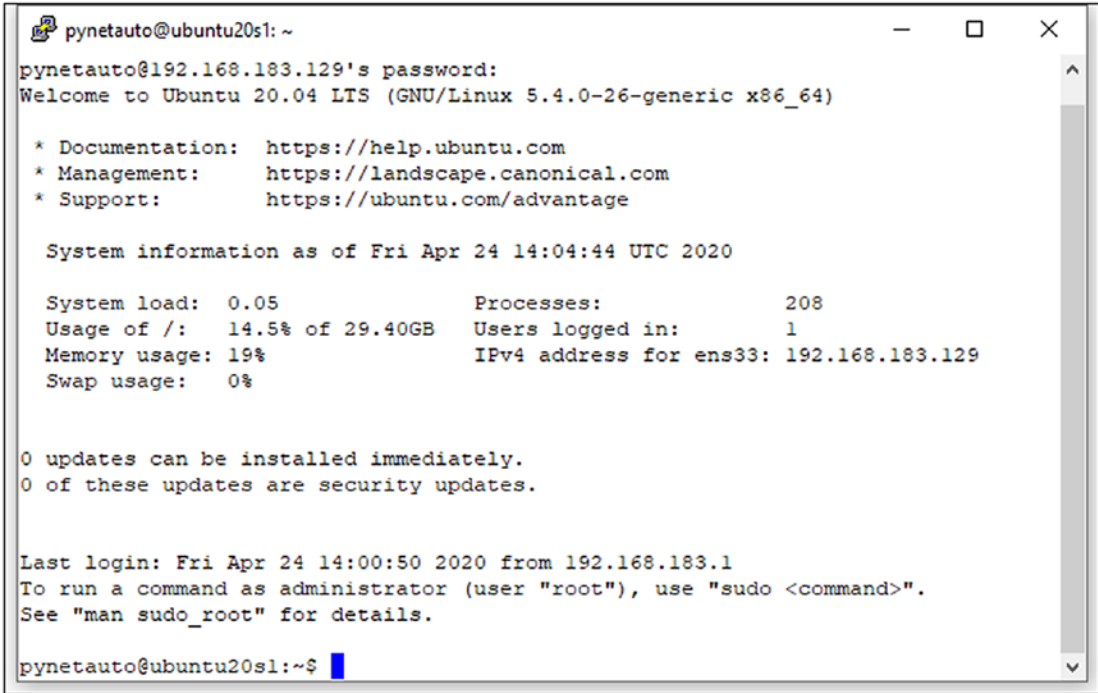 pynetauto@ubuntu20s1: ~
pynetauto@192.168.183.129's password:
Welcome to Ubuntu 20.04 LTS (GNU/Linux 5.4.0-26-generic x86_64)
* Documentation:  https://help.ubuntu.com
* Management:     https://landscape.canonical.com
* Support:        https://ubuntu.com/advantage
System information as of Fri Apr 24 14:04:44 UTC 2020
System load:  0.05               Processes:              208
Usage of /:   14.5% of 29.40GB   Users logged in:        1
Memory usage: 19%                IPv4 address for ens33: 192.168.183.129
Swap usage:   0%
0 updates can be installed immediately.
0 of these updates are security updates.
Last login: Fri Apr 24 14:00:50 2020 from 192.168.183.1
To run a command as administrator (user "root"), use "sudo <command>".
See "man sudo_root" for details.
pynetauto@ubuntu20s1:~$